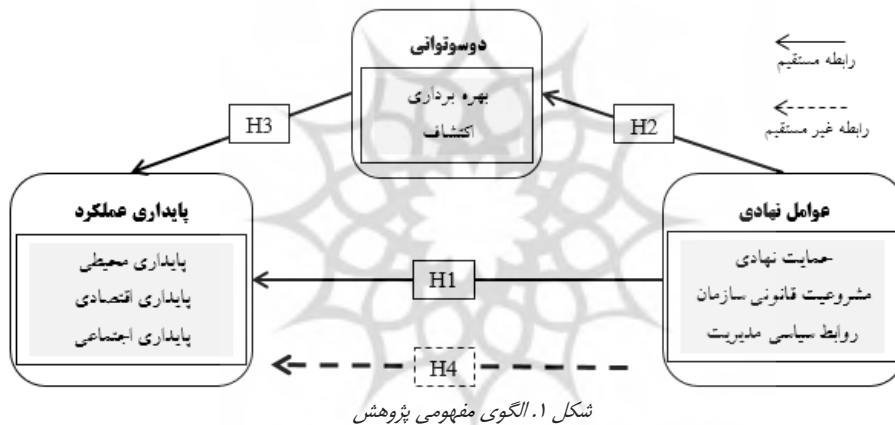 دوسوتوانی
بهره برداری
اکتشاف
رابطه مستقیم
رابطه غیر مستقیم
H2
H3
عوامل نهادی
حمایت نهادی
مشروعیت قانونی سازمان
روابط سیاسی مدیریت
H1
پایداری عملکرد
پایداری محیطی
پایداری اقتصادی
پایداری اجتماعی
H4
شکل ۱. الگوی مفهومی پژوهش